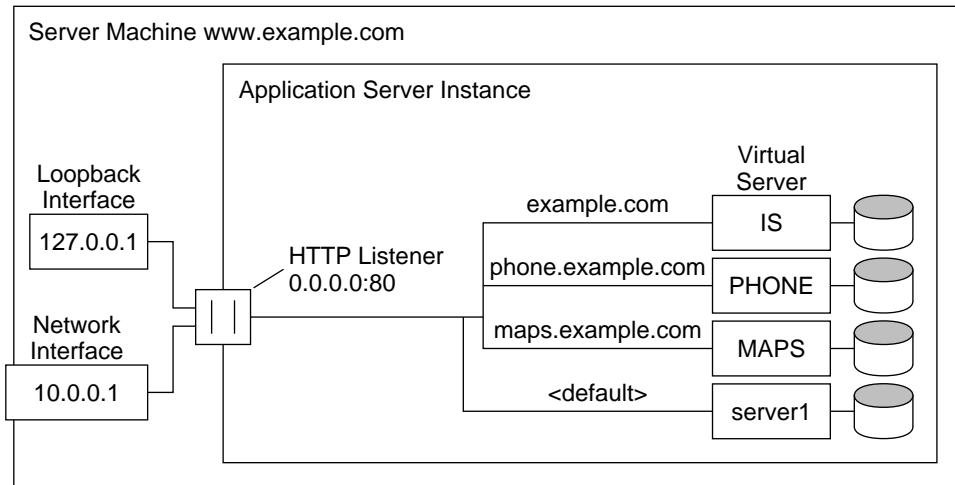 Server Machine www.example.com
Application Server Instance
Loopback
Interface
127.0.0.1
Network
Interface
10.0.0.1
HTTP Listener
0.0.0.0:80
Virtual
Server
example.com
IS
phone.example.com
PHONE
maps.example.com
MAPS
<default>
server1